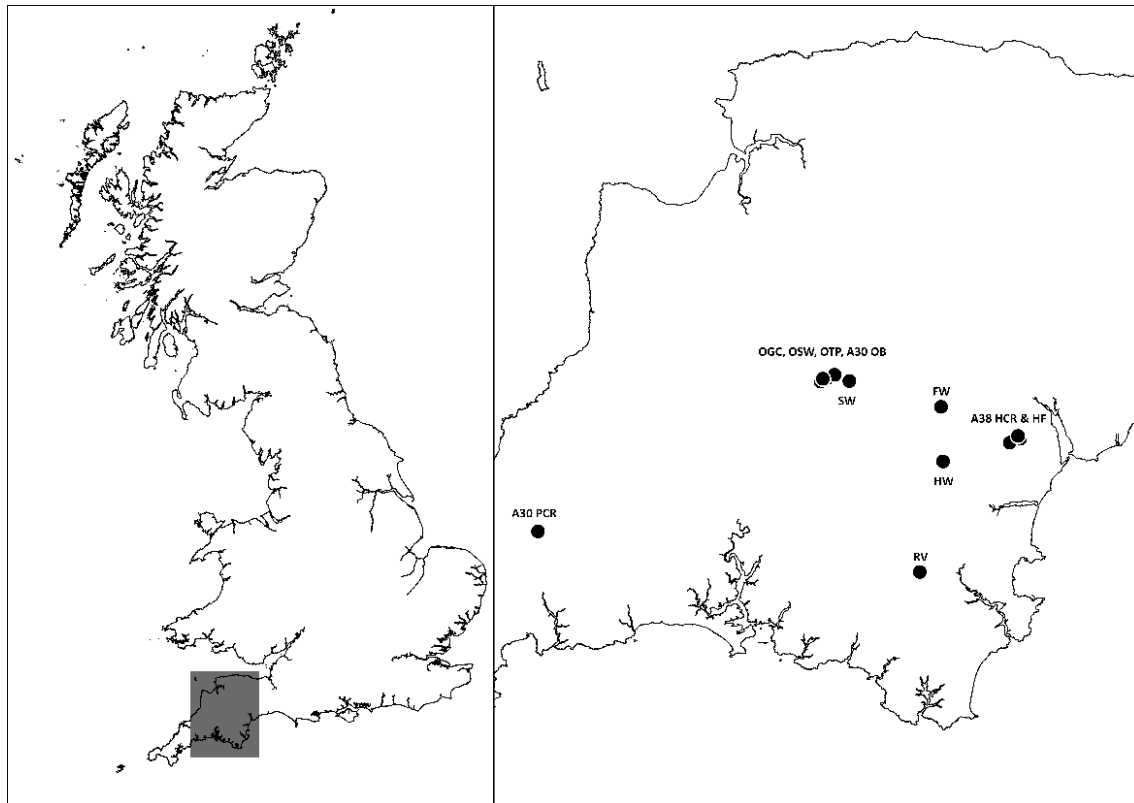 OGC, OSW, OTP, A30 OB
SW
FW
A38 HCR & HF
HW
A30 PCR
RV